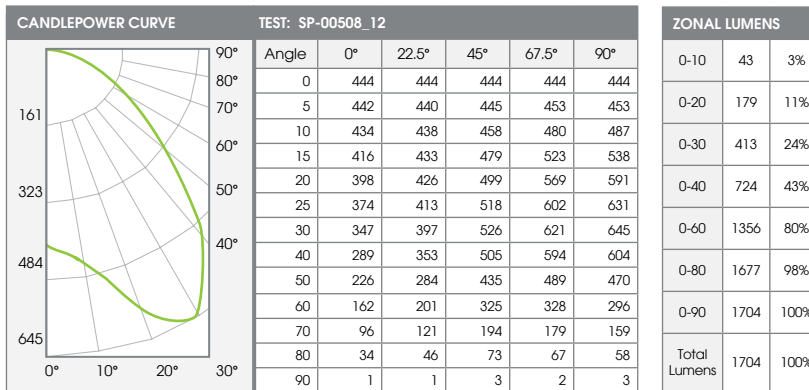 CANDLEPOWER CURVE
90°
80°
70°
60°
50°
40°
161
323
484
645
0° 10° 20° 30°
TEST: SP-00508_12
Angle 0° 22.5° 45° 67.5° 90°
0 444 444 444 444 444
5 442 440 445 453 453
10 434 438 458 480 487
15 416 433 479 523 538
20 398 426 499 569 591
25 374 413 518 602 631
30 347 397 526 621 645
40 289 353 505 594 604
50 226 284 435 489 470
60 162 201 325 328 296
70 96 121 194 179 159
80 34 46 73 67 58
90 1 1 3 2 3
ZONAL LUMENS
0-10 43 3%
0-20 179 11%
0-30 413 24%
0-40 724 43%
0-60 1356 80%
0-80 1677 98%
0-90 1704 100%
Total
Lumens 1704 100%